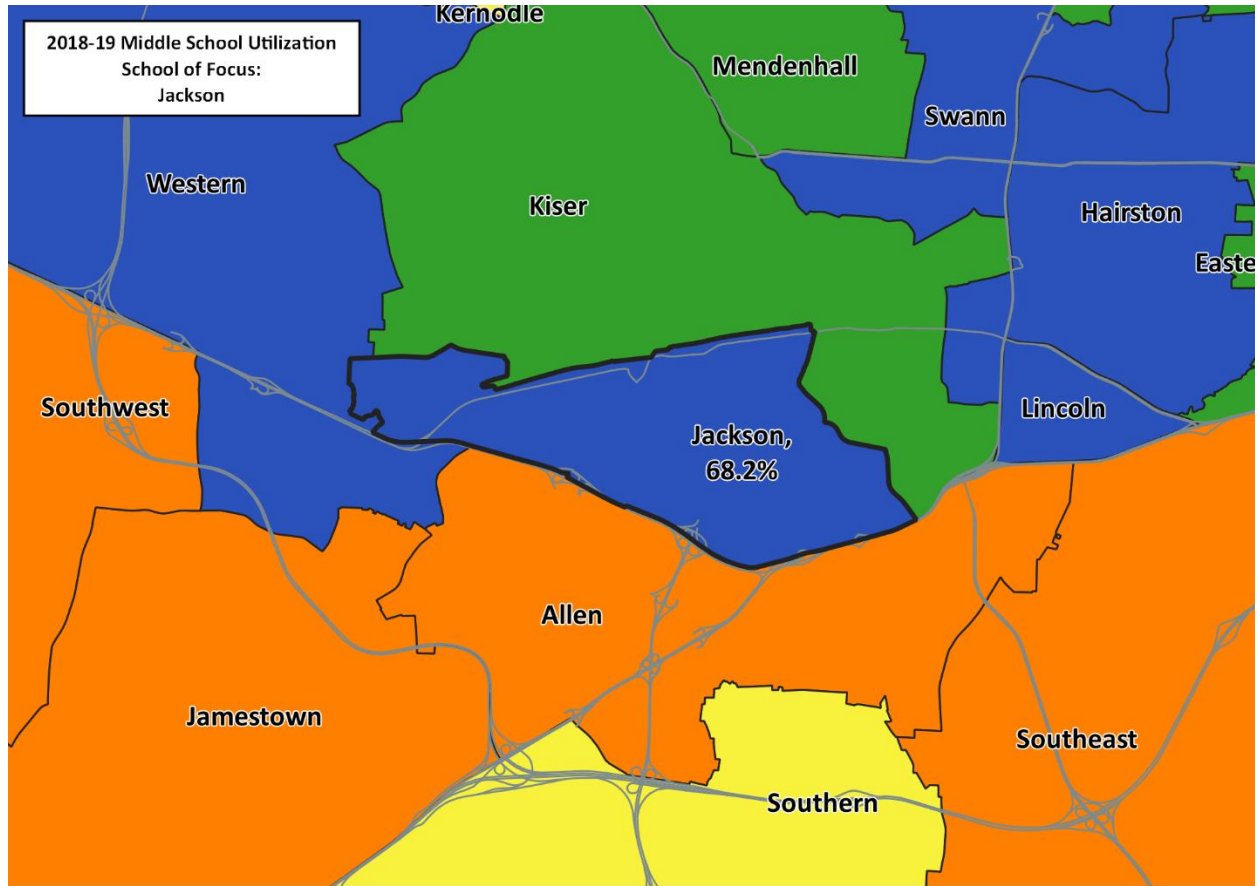 Kernodle
2018-19 Middle School Utilization
School of Focus:
Jackson
Mendenhall
Swann
Western
Kiser
Hairston
Easte
Southwest
Lincoln
Jackson,
68.2%
Allen
Jamestown
Southeast
Southern